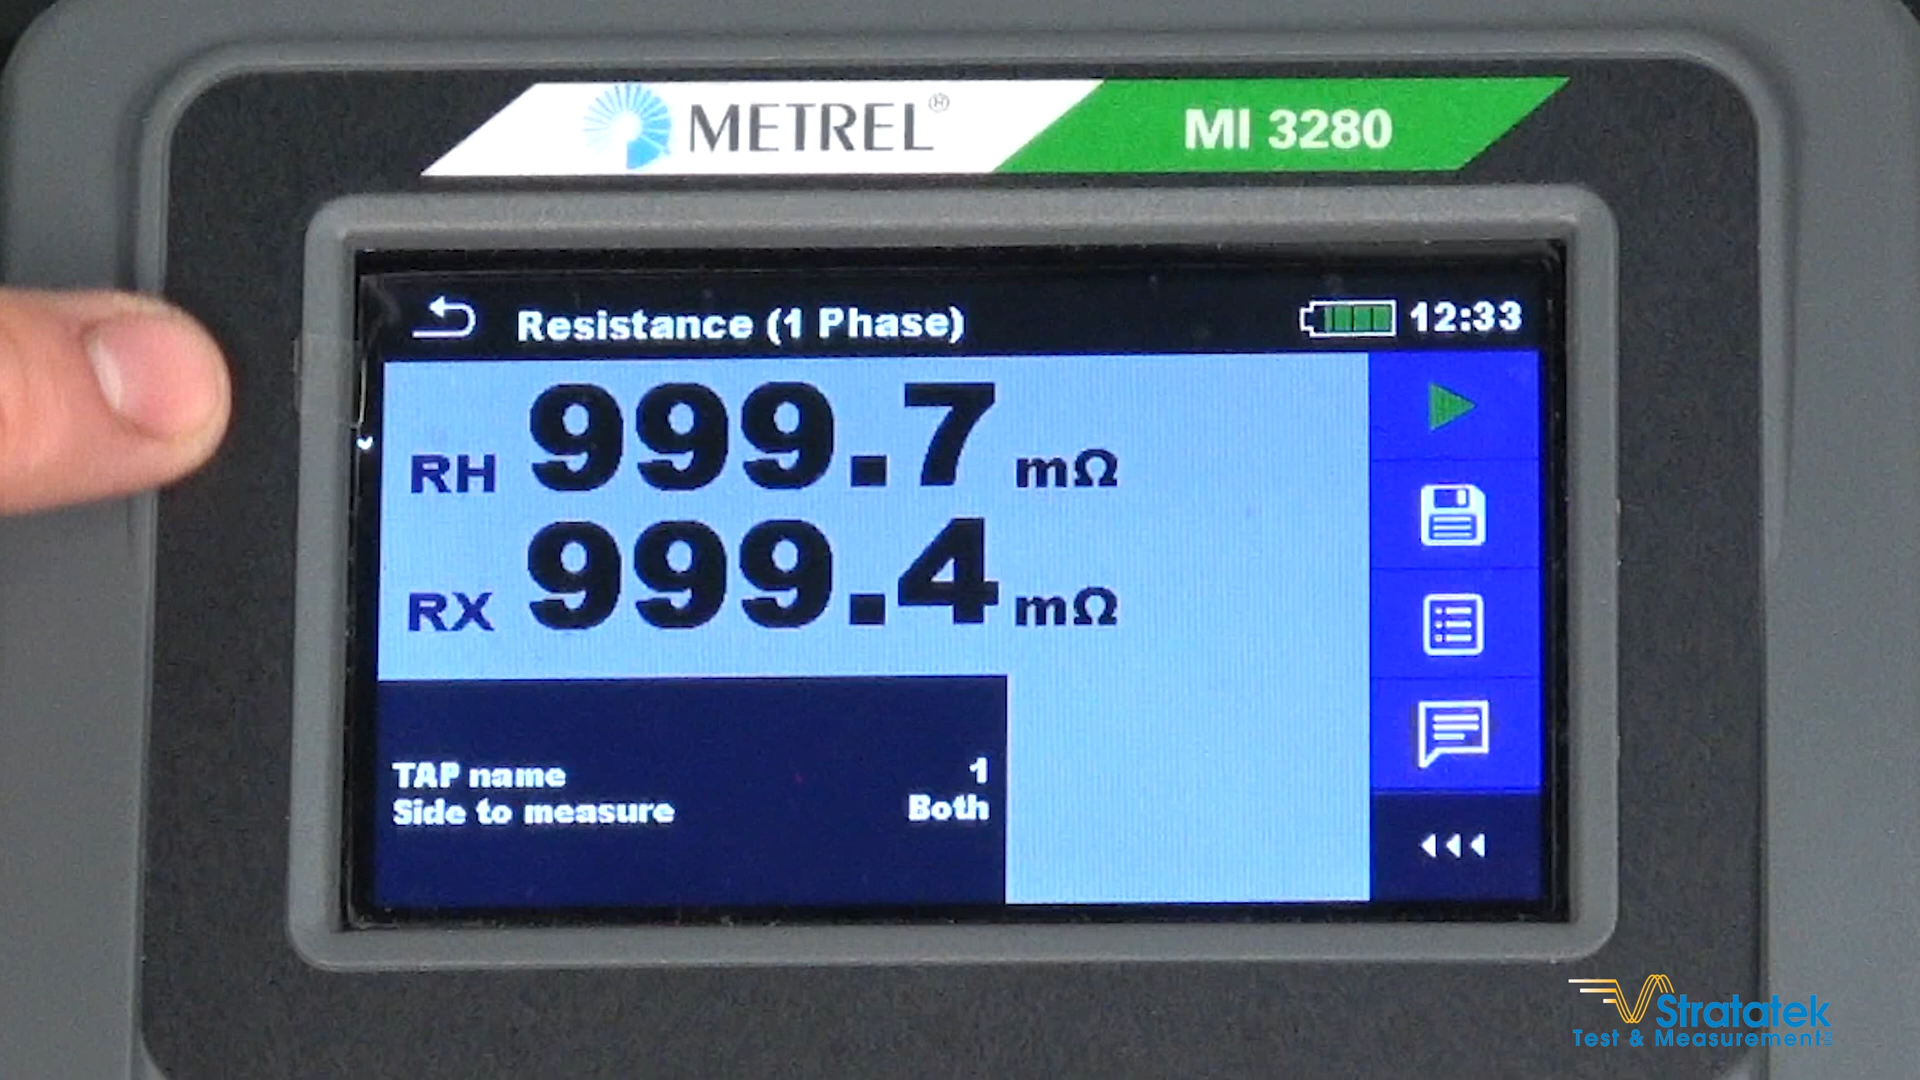 METREL® MI 3280
Resistance (1 Phase) 12:33
RH 999.7 mΩ
RX 999.4 mΩ
TAP name 1
Side to measure Both
Stratatek
Test & Measurements